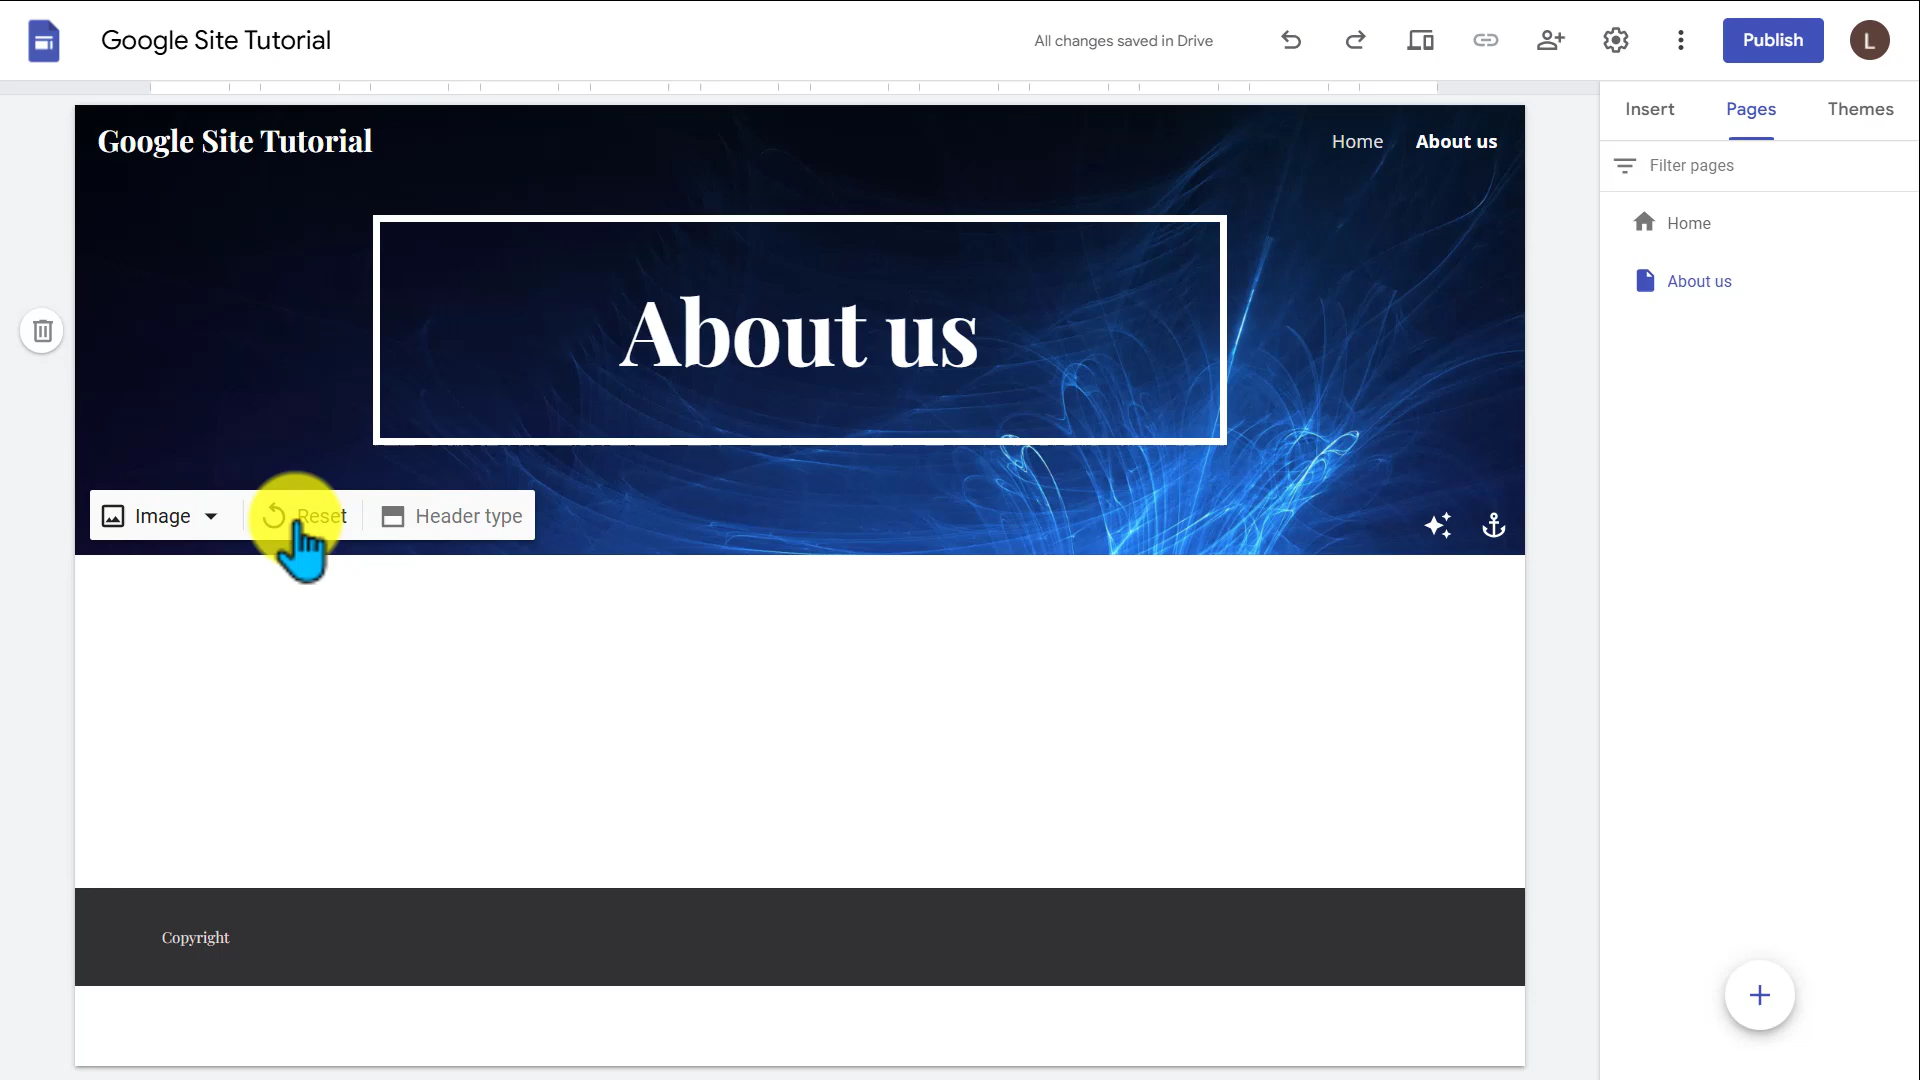 Google Site Tutorial
All changes saved in Drive
Publish
L
Insert
Pages
Themes
Google Site Tutorial
Home
About us
Filter pages
Home
About us
About us
Image
Reset
Header type
Copyright